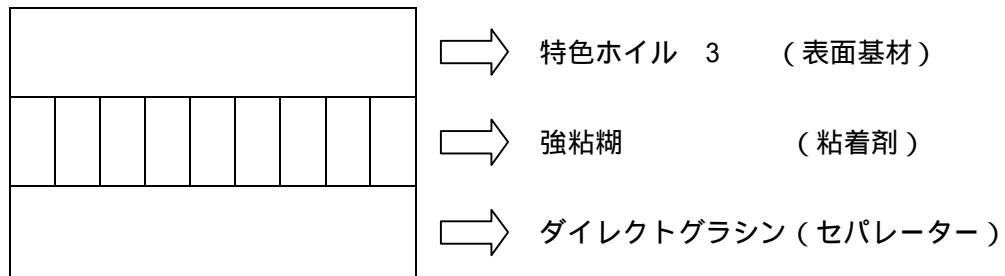 特色ホイル　3　　（表面基材）
強粘糊　　　　　　（粘着剤）
ダイレクトグラシン（セパレーター）